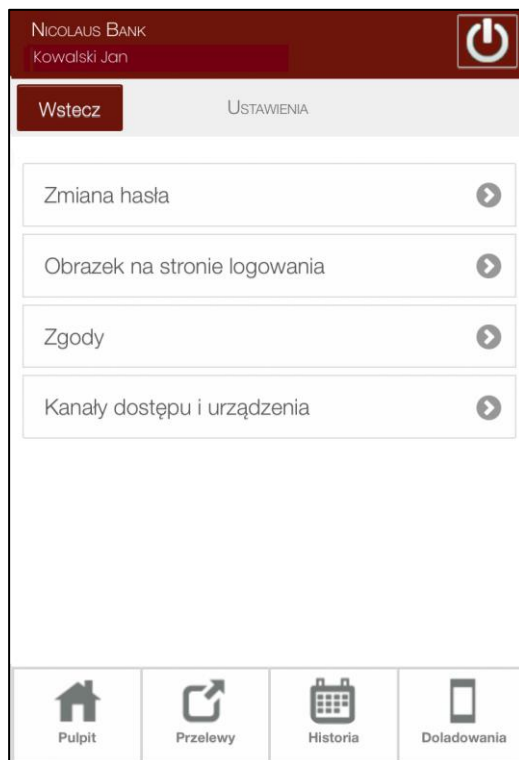 Nicolaus Bank
Kowalski Jan
Wstecz Ustawienia
Zmiana hasła
Obrazek na stronie logowania
Zgody
Kanały dostępu i urządzenia
Pulpit Przelewy Historia Doladowania